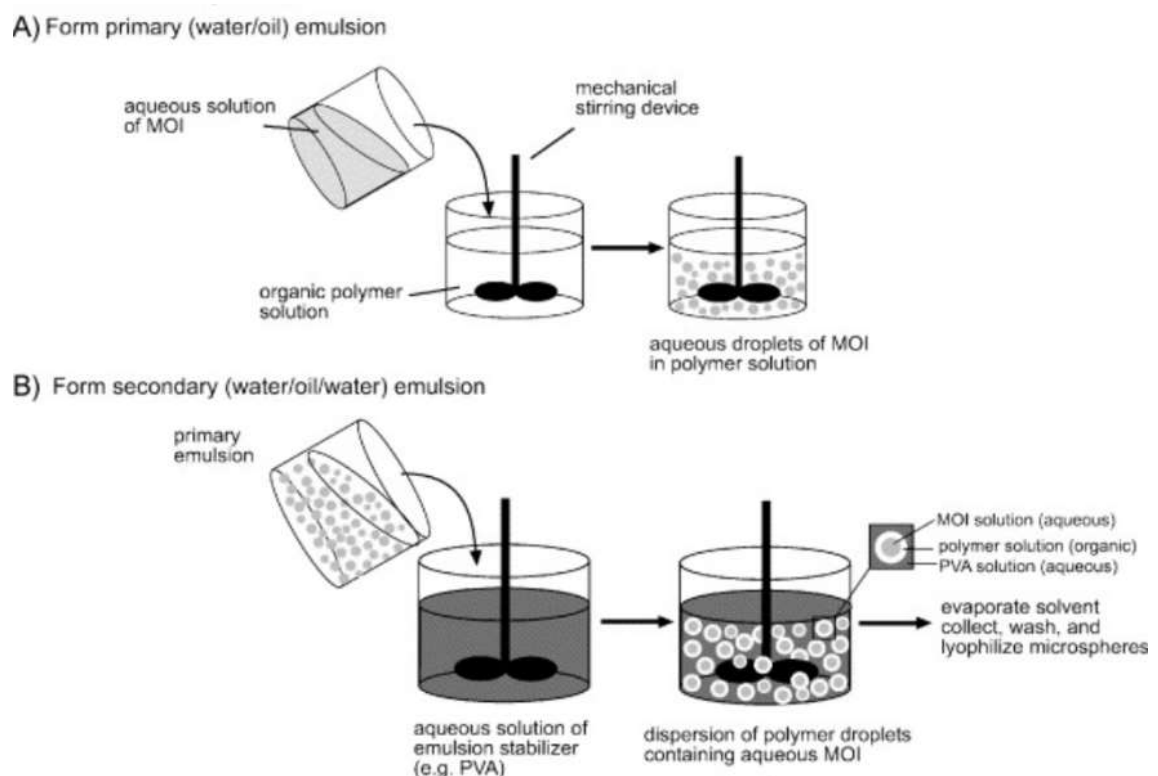 A) Form primary (water/oil) emulsion
aqueous solution
of MOI
mechanical
stirring device
organic polymer
solution
aqueous droplets of MOI
in polymer solution
B) Form secondary (water/oil/water) emulsion
primary
emulsion
MOI solution (aqueous)
polymer solution (organic)
PVA solution (aqueous)
evaporate solvent
collect, wash, and
lyophilize microspheres
aqueous solution of
emulsion stabilizer
(e.g. PVA)
dispersion of polymer droplets
containing aqueous MOI